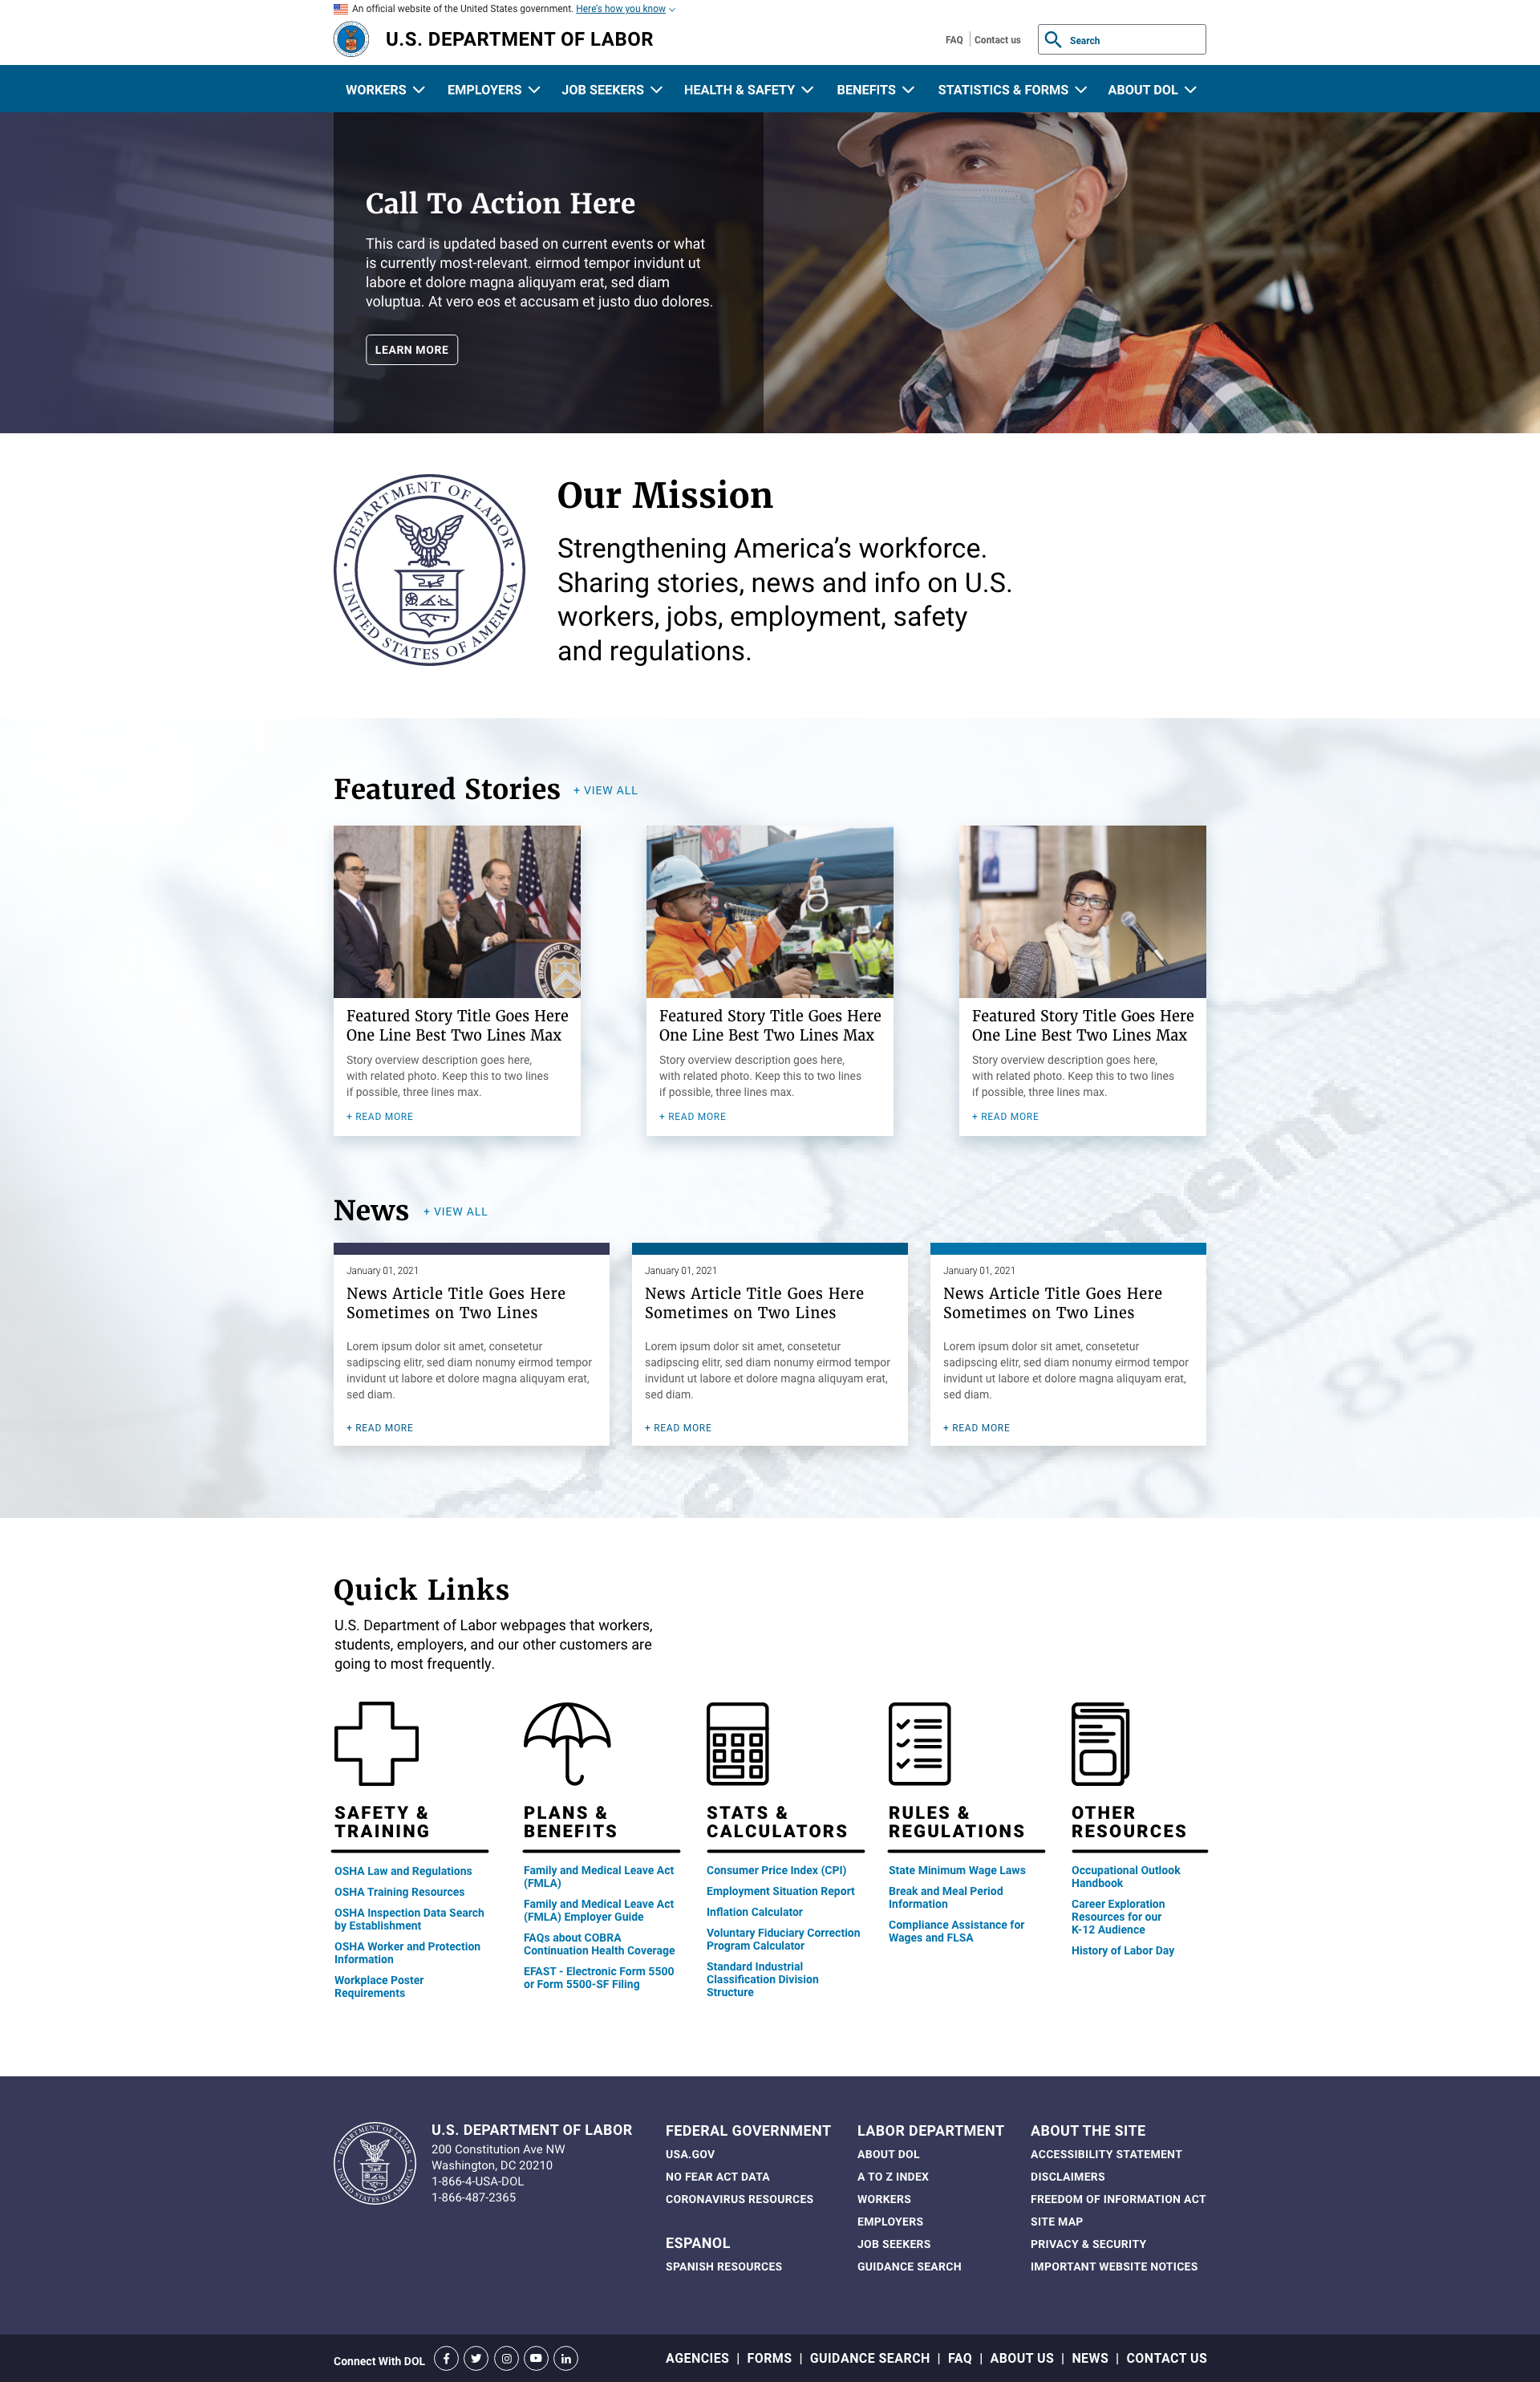 An official website of the United States government. Here's how you know
U.S. DEPARTMENT OF LABOR
FAQ
Contact us
Search
WORKERS
EMPLOYERS
JOB SEEKERS
HEALTH & SAFETY
BENEFITS
STATISTICS & FORMS
ABOUT DOL
Call To Action Here
This card is updated based on current events or what
is currently most-relevant. eirmod tempor invidunt ut
labore et dolore magna aliquyam erat, sed diam
voluptua. At vero eos et accusam et justo duo dolores.
LEARN MORE
DEPARTMENT OF LABOR
UNITED STATES OF AMERICA
Our Mission
Strengthening America's workforce.
Sharing stories, news and info on U.S.
workers, jobs, employment, safety
and regulations.
Featured Stories
+ VIEW ALL
Featured Story Title Goes Here
One Line Best Two Lines Max
Story overview description goes here,
with related photo. Keep this to two lines
if possible, three lines max.
+ READ MORE
Featured Story Title Goes Here
One Line Best Two Lines Max
Story overview description goes here,
with related photo. Keep this to two lines
if possible, three lines max.
+ READ MORE
Featured Story Title Goes Here
One Line Best Two Lines Max
Story overview description goes here,
with related photo. Keep this to two lines
if possible, three lines max.
+ READ MORE
News
+ VIEW ALL
January 01, 2021
News Article Title Goes Here
Sometimes on Two Lines
Lorem ipsum dolor sit amet, consetetur
sadipscing elitr, sed diam nonumy eirmod tempor
invidunt ut labore et dolore magna aliquyam erat,
sed diam.
+ READ MORE
January 01, 2021
News Article Title Goes Here
Sometimes on Two Lines
Lorem ipsum dolor sit amet, consetetur
sadipscing elitr, sed diam nonumy eirmod tempor
invidunt ut labore et dolore magna aliquyam erat,
sed diam.
+ READ MORE
January 01, 2021
News Article Title Goes Here
Sometimes on Two Lines
Lorem ipsum dolor sit amet, consetetur
sadipscing elitr, sed diam nonumy eirmod tempor
invidunt ut labore et dolore magna aliquyam erat,
sed diam.
+ READ MORE
Quick Links
U.S. Department of Labor webpages that workers,
students, employers, and our other customers are
going to most frequently.
SAFETY &
TRAINING
OSHA Law and Regulations
OSHA Training Resources
OSHA Inspection Data Search
by Establishment
OSHA Worker and Protection
Information
Workplace Poster
Requirements
PLANS &
BENEFITS
Family and Medical Leave Act
(FMLA)
Family and Medical Leave Act
(FMLA) Employer Guide
FAQs about COBRA
Continuation Health Coverage
EFAST - Electronic Form 5500
or Form 5500-SF Filing
STATS &
CALCULATORS
Consumer Price Index (CPI)
Employment Situation Report
Inflation Calculator
Voluntary Fiduciary Correction
Program Calculator
Standard Industrial
Classification Division
Structure
RULES &
REGULATIONS
State Minimum Wage Laws
Break and Meal Period
Information
Compliance Assistance for
Wages and FLSA
OTHER
RESOURCES
Occupational Outlook
Handbook
Career Exploration
Resources for our
K-12 Audience
History of Labor Day
DEPARTMENT OF LABOR
UNITED STATES OF AMERICA
U.S. DEPARTMENT OF LABOR
200 Constitution Ave NW
Washington, DC 20210
1-866-4-USA-DOL
1-866-487-2365
FEDERAL GOVERNMENT
USA.GOV
NO FEAR ACT DATA
CORONAVIRUS RESOURCES
ESPANOL
SPANISH RESOURCES
LABOR DEPARTMENT
ABOUT DOL
A TO Z INDEX
WORKERS
EMPLOYERS
JOB SEEKERS
GUIDANCE SEARCH
ABOUT THE SITE
ACCESSIBILITY STATEMENT
DISCLAIMERS
FREEDOM OF INFORMATION ACT
SITE MAP
PRIVACY & SECURITY
IMPORTANT WEBSITE NOTICES
Connect With DOL
AGENCIES | FORMS | GUIDANCE SEARCH | FAQ | ABOUT US | NEWS | CONTACT US